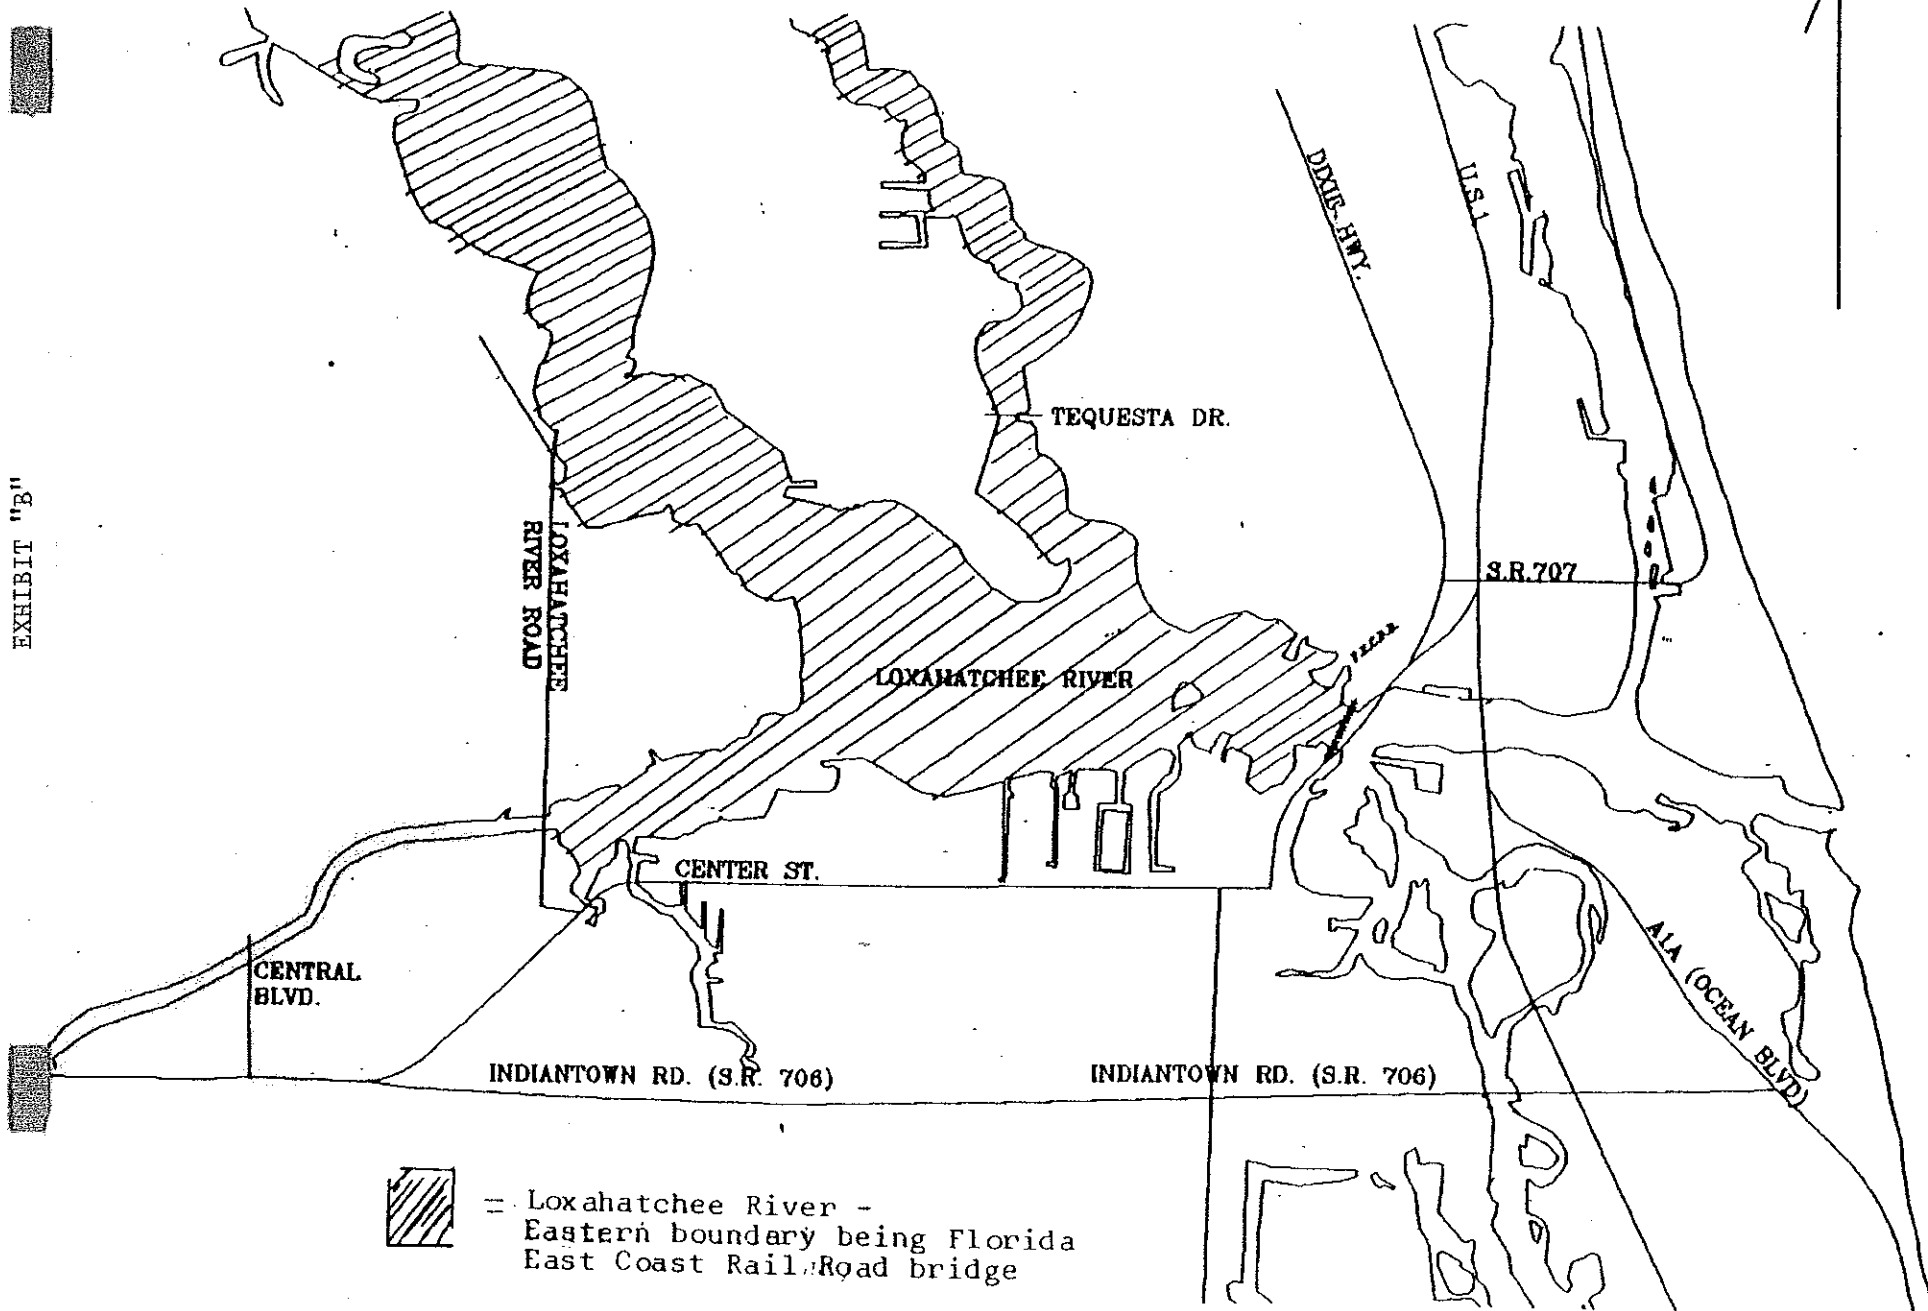 EXHIBIT "B"
DIXIE HWY.
U.S.1
TEQUESTA DR.
S.R.707
LOXAHATCHEE
RIVER ROAD
LOXAHATCHEE RIVER
F.E.C.R.R.
CENTER ST.
CENTRAL
BLVD.
A1A (OCEAN BLVD)
INDIANTOWN RD. (S.R. 706)
INDIANTOWN RD. (S.R. 706)
= Loxahatchee River -
Eastern boundary being Florida
East Coast Rail Road bridge